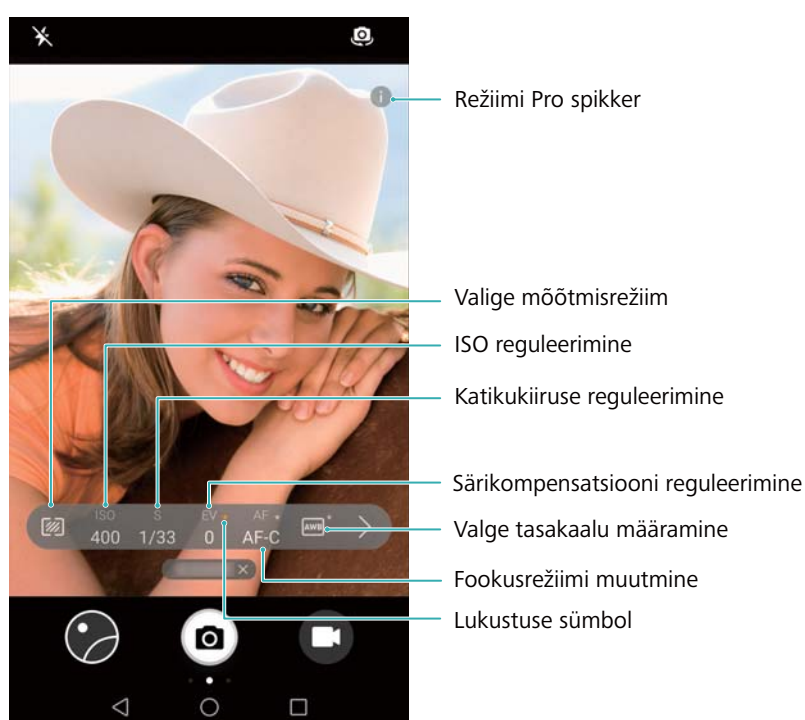 Režiimi Pro spikker
Valige mõõtmisrežiim
ISO reguleerimine
Katikukiiruse reguleerimine
Särikompensatsiooni reguleerimine
Valge tasakaalu määramine
Fookusrežiimi muutmine
Lukustuse sümbol
ISO S EV AF
400 1/33 0 AF-C AWB